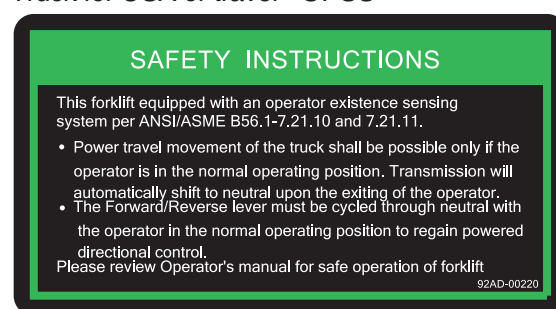 SAFETY INSTRUCTIONS
This forklift equipped with an operator existence sensing
system per ANSI/ASME B56.1-7.21.10 and 7.21.11.
• Power travel movement of the truck shall be possible only if the
operator is in the normal operating position. Transmission will
automatically shift to neutral upon the exiting of the operator.
• The Forward/Reverse lever must be cycled through neutral with
the operator in the normal operating position to regain powered
directional control.
Please review Operator's manual for safe operation of forklift
92AD-00220